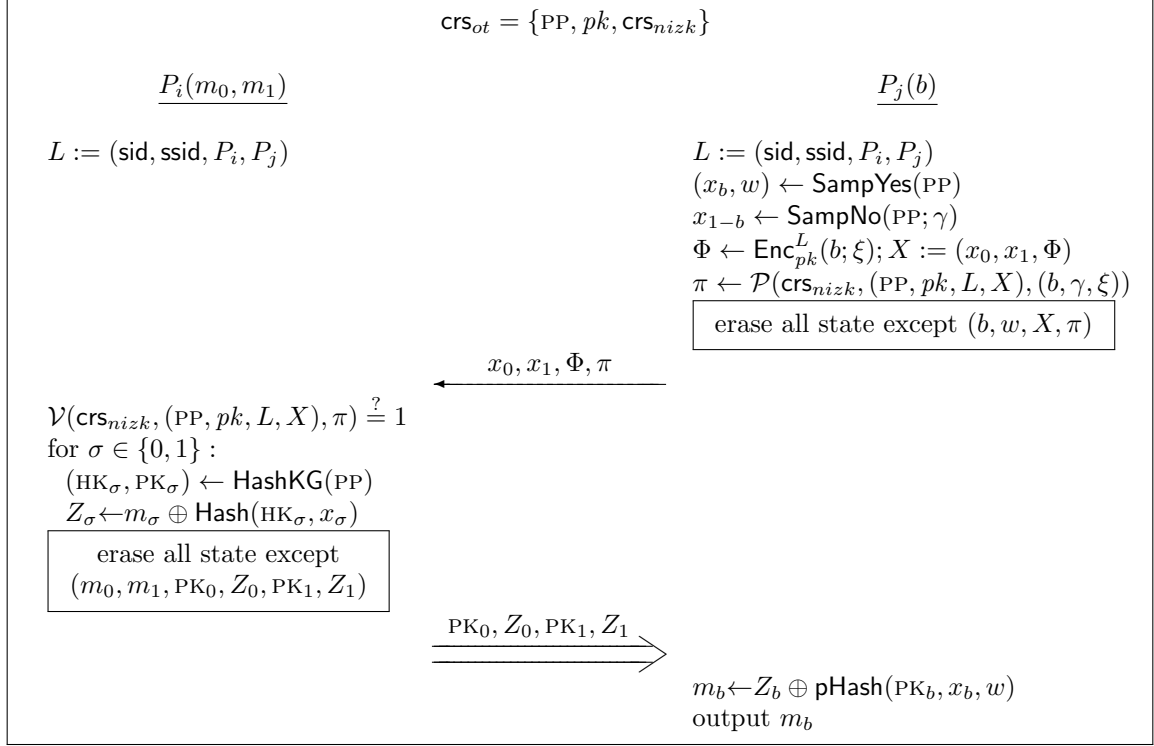 crs_{ot} = {PP, pk, crs_{nizk}}
P_i(m_0, m_1)
L := (sid, ssid, P_i, P_j)
P_j(b)
L := (sid, ssid, P_i, P_j)
(x_b, w) ← SampYes(PP)
x_{1−b} ← SampNo(PP; γ)
Φ ← Enc^L_{pk}(b; ξ); X := (x_0, x_1, Φ)
π ← 𝒫(crs_{nizk}, (PP, pk, L, X), (b, γ, ξ))
erase all state except (b, w, X, π)
x_0, x_1, Φ, π
𝒱(crs_{nizk}, (PP, pk, L, X), π) ≟ 1
for σ ∈ {0, 1} :
(HK_σ, PK_σ) ← HashKG(PP)
Z_σ←m_σ ⊕ Hash(HK_σ, x_σ)
erase all state except
(m_0, m_1, PK_0, Z_0, PK_1, Z_1)
PK_0, Z_0, PK_1, Z_1
m_b←Z_b ⊕ pHash(PK_b, x_b, w)
output m_b